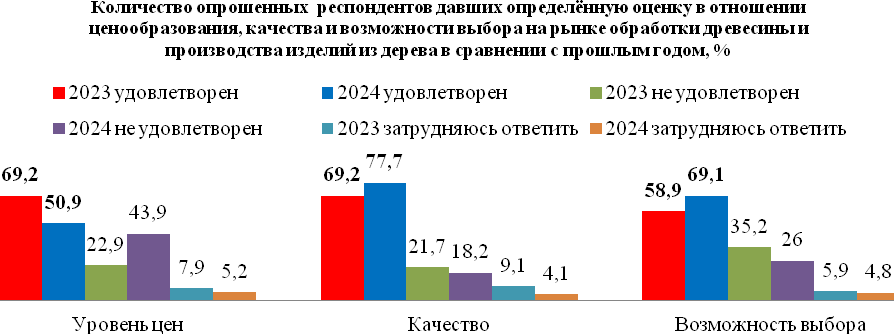 Количество опрошенных респондентов давших определённую оценку в отношении
ценообразования, качества и возможности выбора на рынке обработки древесины и
производства изделий из дерева в сравнении с прошлым годом, %
2023 удовлетворен 2024 удовлетворен 2023 не удовлетворен
2024 не удовлетворен 2023 затрудняюсь ответить 2024 затрудняюсь ответить
69,2 50,9 22,9 43,9 7,9 5,2
69,2 77,7 21,7 18,2 9,1 4,1
58,9 69,1 35,2 26 5,9 4,8
Уровень цен Качество Возможность выбора